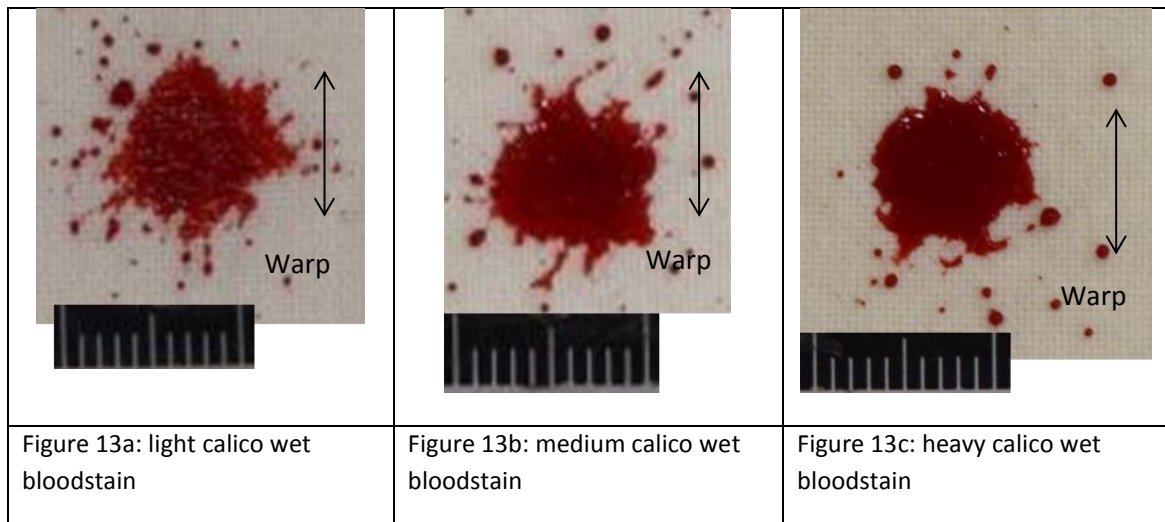 Warp
Warp
Warp
Figure 13a: light calico wet
bloodstain
Figure 13b: medium calico wet
bloodstain
Figure 13c: heavy calico wet
bloodstain